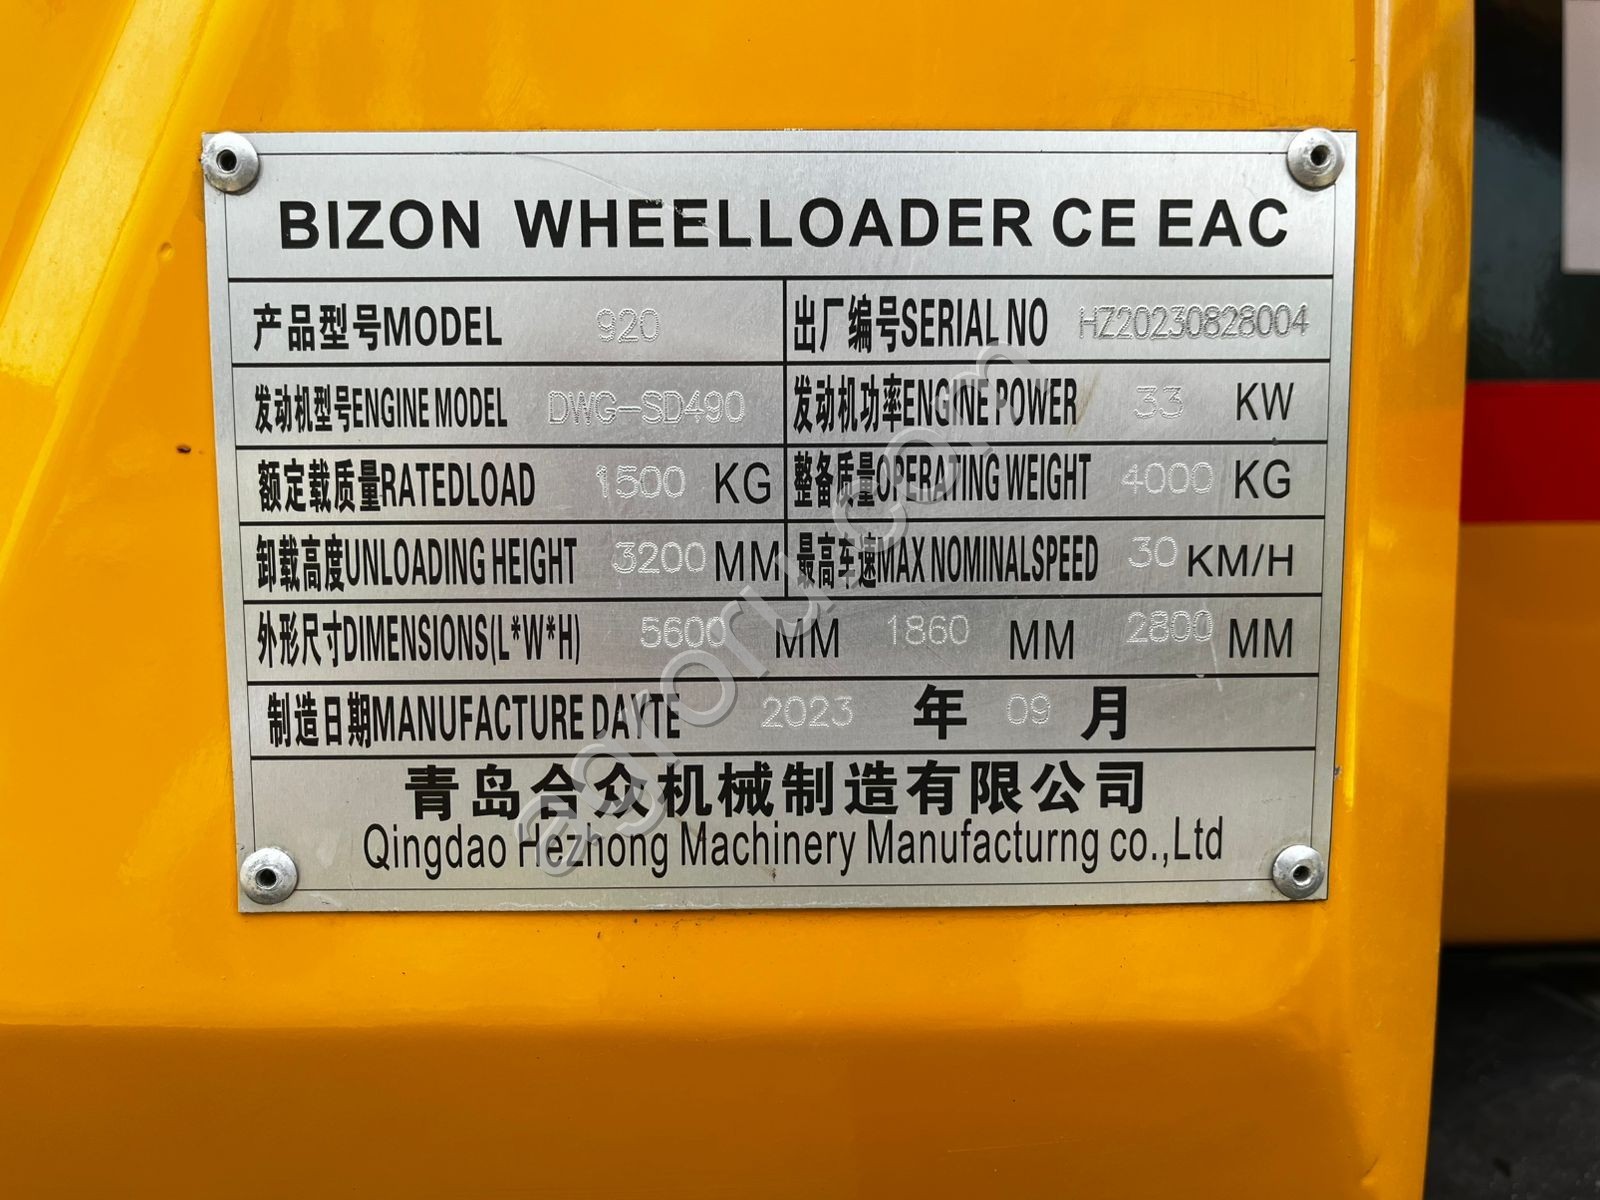 BIZON WHEELLOADER CE EAC
产品型号MODEL 920 出厂编号SERIAL NO HZ20230828004
发动机型号ENGINE MODEL DWG-SD490 发动机功率ENGINE POWER 33 KW
额定载质量RATEDLOAD 1500 KG 整备质量OPERATING WEIGHT 4000 KG
卸载高度UNLOADING HEIGHT 3200 MM 最高车速MAX NOMINALSPEED 30 KM/H
外形尺寸DIMENSIONS(L*W*H) 5600 MM 1860 MM 2800 MM
制造日期MANUFACTURE DAYTE 2023 年 09 月
青岛合众机械制造有限公司
Qingdao Hezhong Machinery Manufacturng co.,Ltd
agroru.com